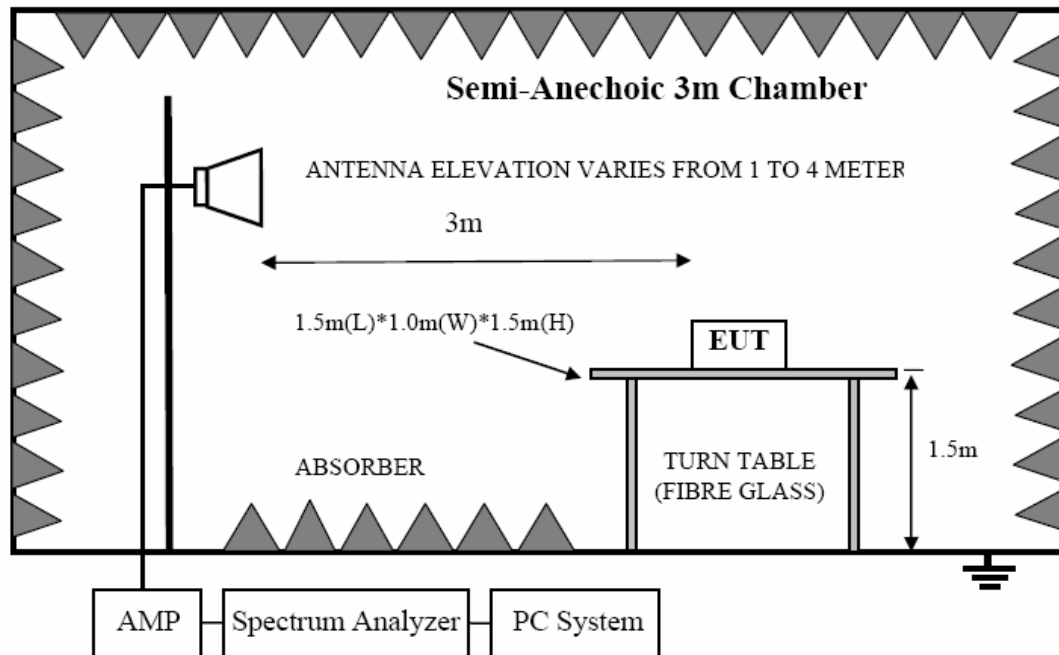 Semi-Anechoic 3m Chamber
ANTENNA ELEVATION VARIES FROM 1 TO 4 METER
3m
1.5m(L)*1.0m(W)*1.5m(H)
EUT
1.5m
ABSORBER
TURN TABLE
(FIBRE GLASS)
AMP
Spectrum Analyzer
PC System